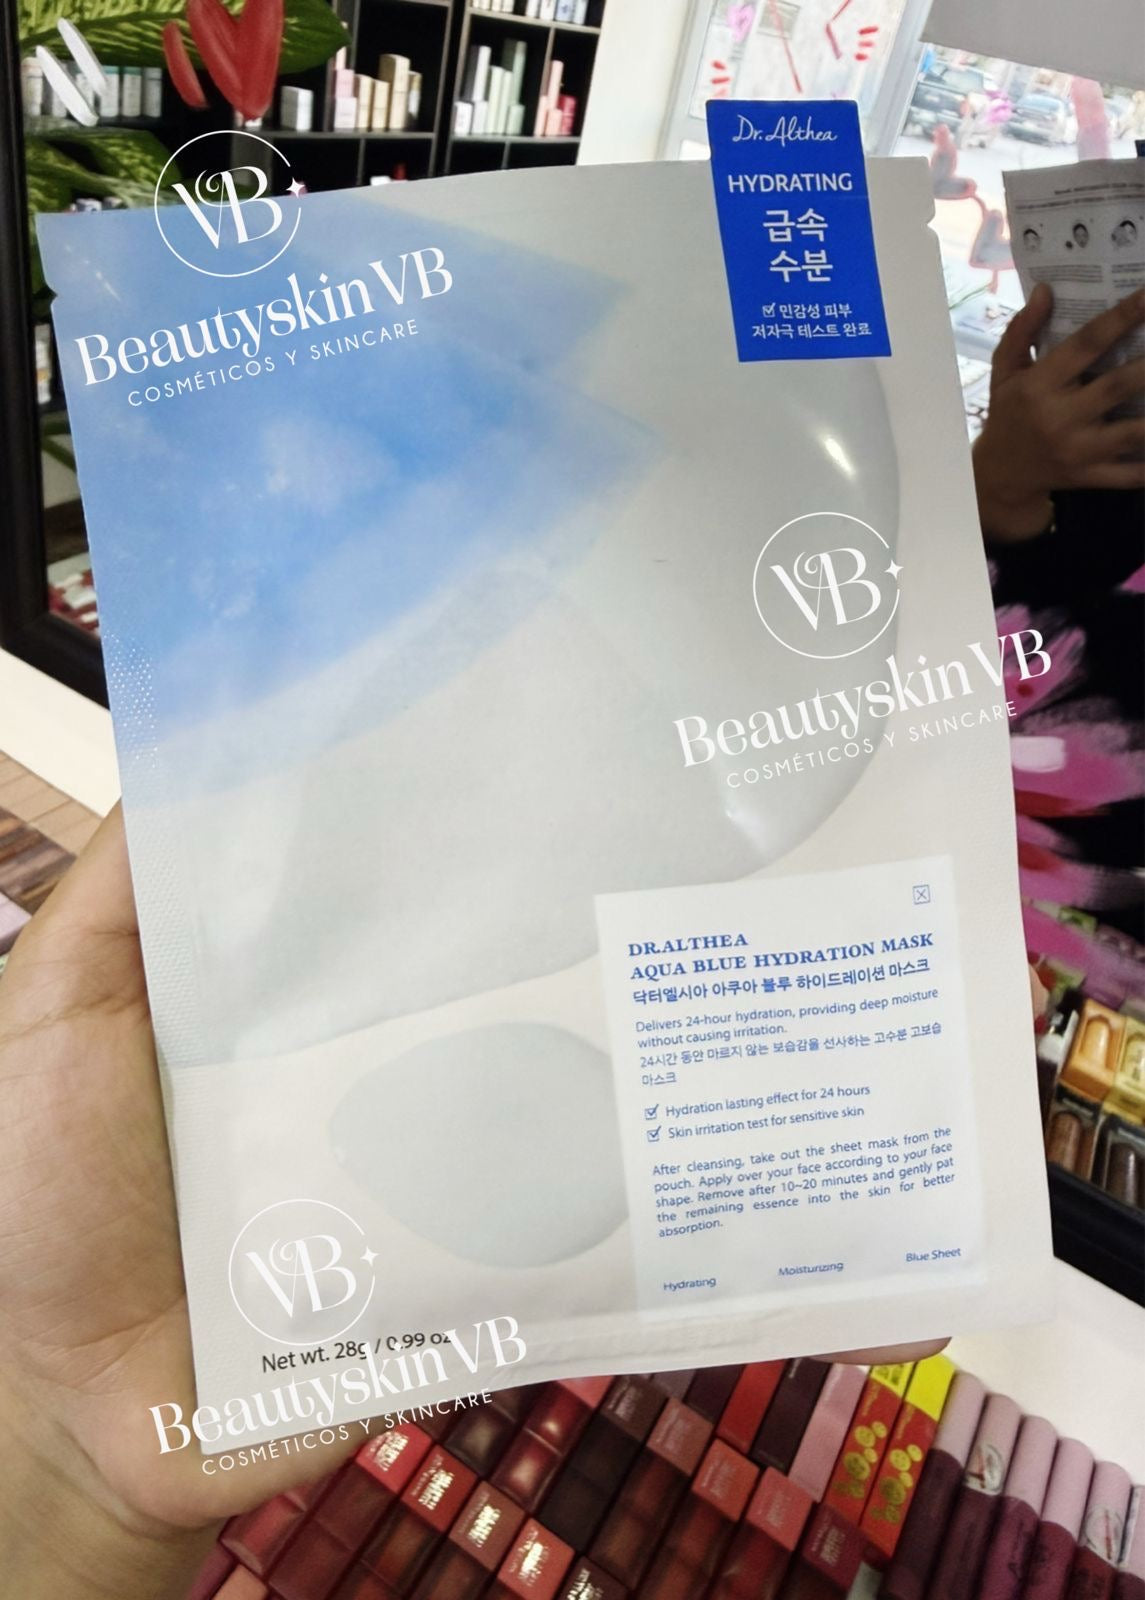 VB
BeautyskinVB
COSMÉTICOS Y SKINCARE
Dr.Althea
HYDRATING
급속
수분
민감성 피부
저자극 테스트 완료
VB
BeautyskinVB
COSMÉTICOS Y SKINCARE
DR.ALTHEA
AQUA BLUE HYDRATION MASK
닥터엘시아 아쿠아 블루 하이드레이션 마스크
Delivers 24-hour hydration, providing deep moisture
without causing irritation.
24시간 동안 마르지 않는 보습감을 선사하는 고수분 고보습
마스크
Hydration lasting effect for 24 hours
Skin irritation test for sensitive skin
After cleansing, take out the sheet mask from the
pouch. Apply over your face according to your face
shape. Remove after 10~20 minutes and gently pat
the remaining essence into the skin for better
absorption.
Hydrating Moisturizing Blue Sheet
VB
Net wt. 28g / 0.99 oz
BeautyskinVB
COSMÉTICOS Y SKINCARE